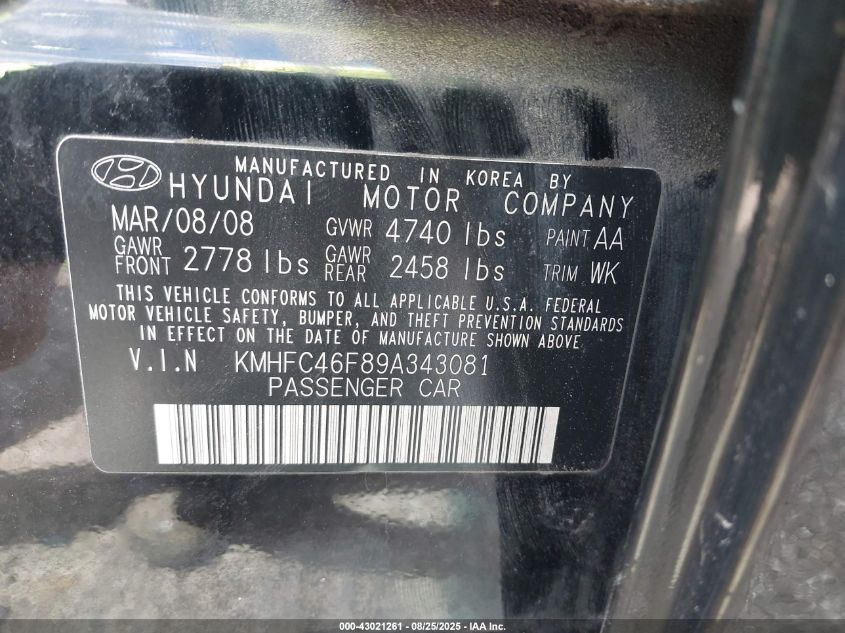 MANUFACTURED IN KOREA BY
HYUNDAI MOTOR COMPANY
MAR/08/08 GVWR 4740 lbs PAINT AA
GAWR FRONT 2778 lbs GAWR REAR 2458 lbs TRIM WK
THIS VEHICLE CONFORMS TO ALL APPLICABLE U.S.A. FEDERAL
MOTOR VEHICLE SAFETY, BUMPER, AND THEFT PREVENTION STANDARDS
IN EFFECT ON THE DATE OF MANUFACTURE SHOWN ABOVE
V.I.N KMHFC46F89A343081
PASSENGER CAR
000-43021261 - 08/25/2025 - IAA Inc.